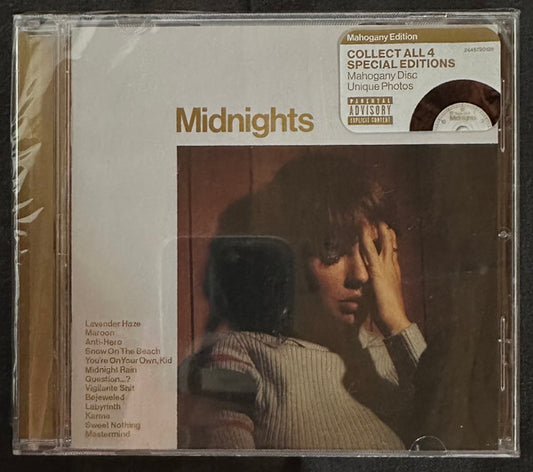 Mahogany Edition
COLLECT ALL 4
SPECIAL EDITIONS
Mahogany Disc
Unique Photos
PARENTAL
ADVISORY
EXPLICIT CONTENT
Midnights
Midnights
Lavender Haze
Maroon
Anti-Hero
Snow On The Beach
You're On Your Own, Kid
Midnight Rain
Question...?
Vigilante Shit
Bejeweled
Labyrinth
Karma
Sweet Nothing
Mastermind